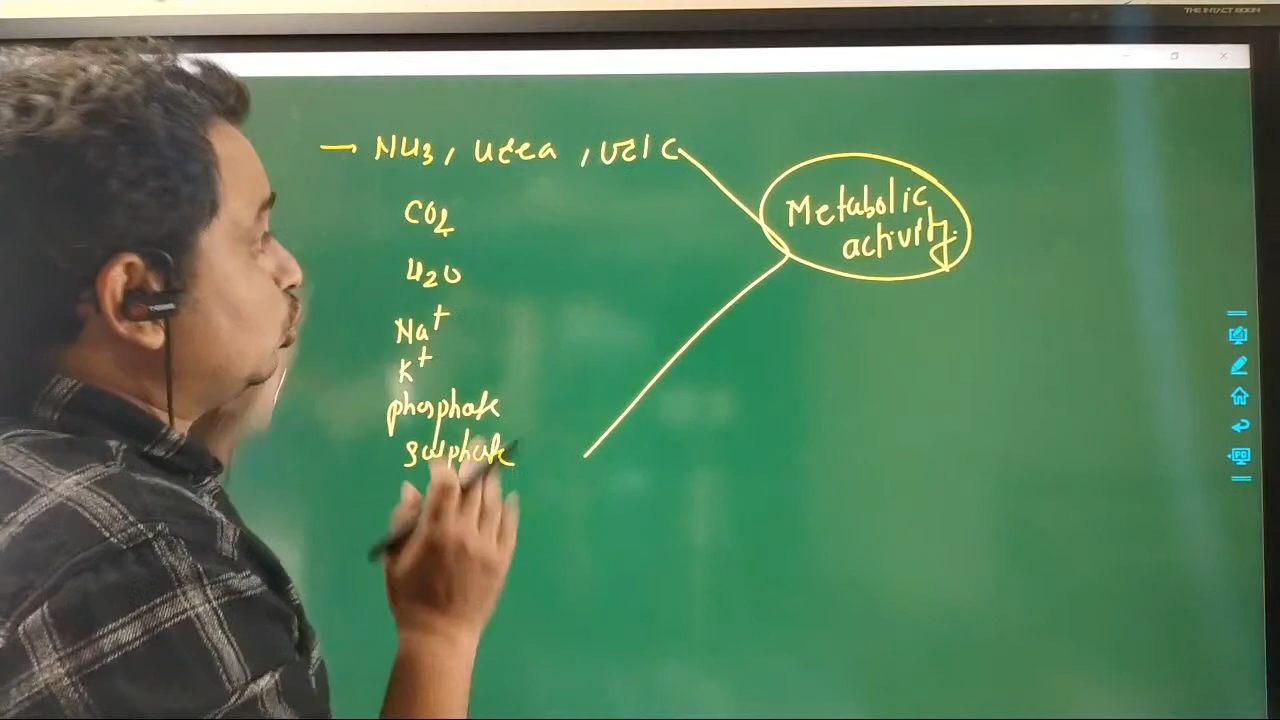 → NH3, Urea, Uric
CO2
H2O
Na+
K+
phosphate
sulphate
Metabolic
activity.